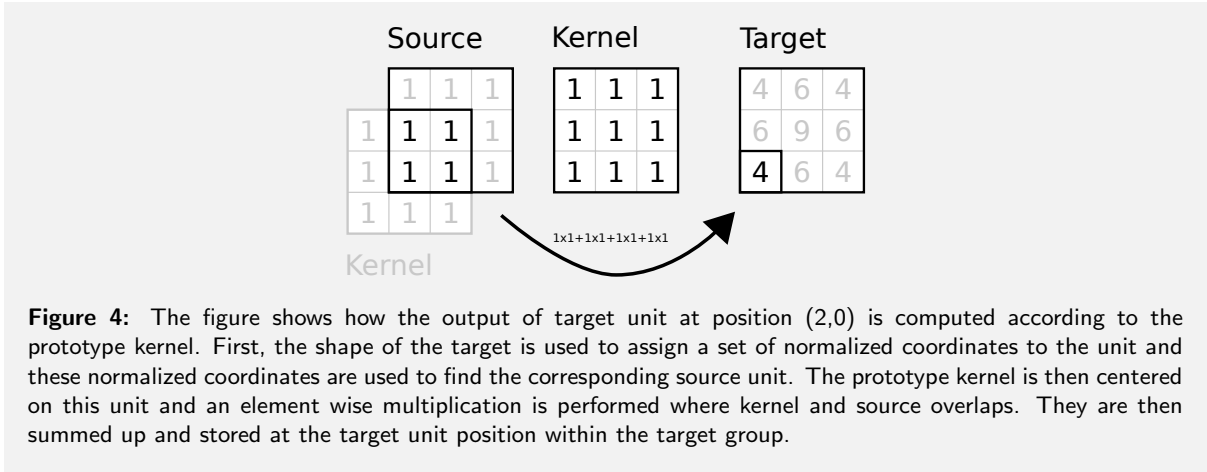 Source Kernel Target
1 1 1 1 1 1 4 6 4
1 1 1 1 1 1 1 6 9 6
1 1 1 1 1 1 1 4 6 4
1 1 1
1x1+1x1+1x1+1x1
Kernel
Figure 4: The figure shows how the output of target unit at position (2,0) is computed according to the
prototype kernel. First, the shape of the target is used to assign a set of normalized coordinates to the unit and
these normalized coordinates are used to find the corresponding source unit. The prototype kernel is then centered
on this unit and an element wise multiplication is performed where kernel and source overlaps. They are then
summed up and stored at the target unit position within the target group.